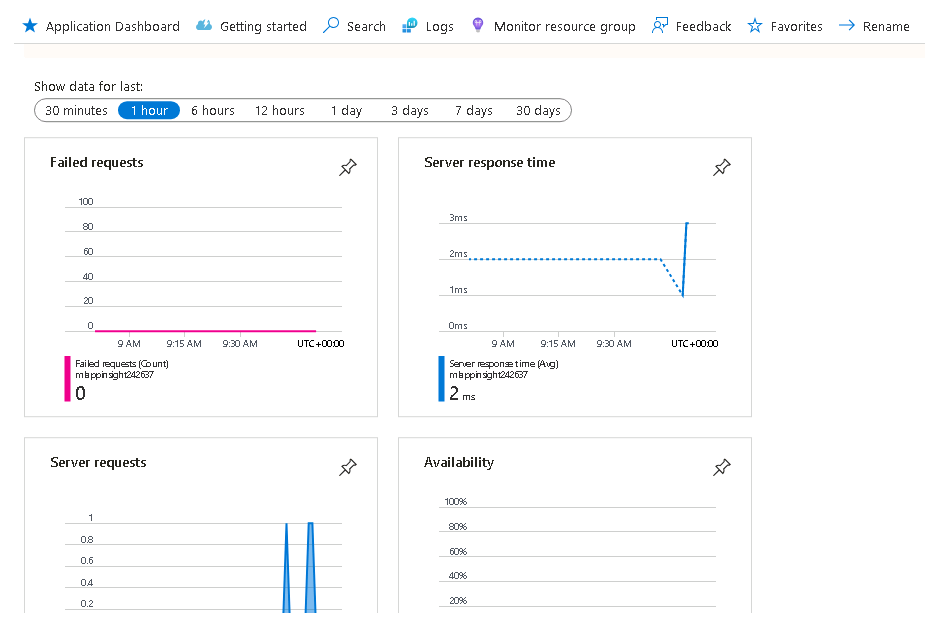 Application Dashboard Getting started Search Logs Monitor resource group Feedback Favorites Rename
Show data for last:
30 minutes 1 hour 6 hours 12 hours 1 day 3 days 7 days 30 days
Failed requests
100
80
60
40
20
0
9 AM 9:15 AM 9:30 AM UTC+00:00
Failed requests (Count)
mlappinsight242637
0
Server response time
3ms
2ms
1ms
0ms
9 AM 9:15 AM 9:30 AM UTC+00:00
Server response time (Avg)
mlappinsight242637
2 ms
Server requests
1
0.8
0.6
0.4
0.2
Availability
100%
80%
60%
40%
20%